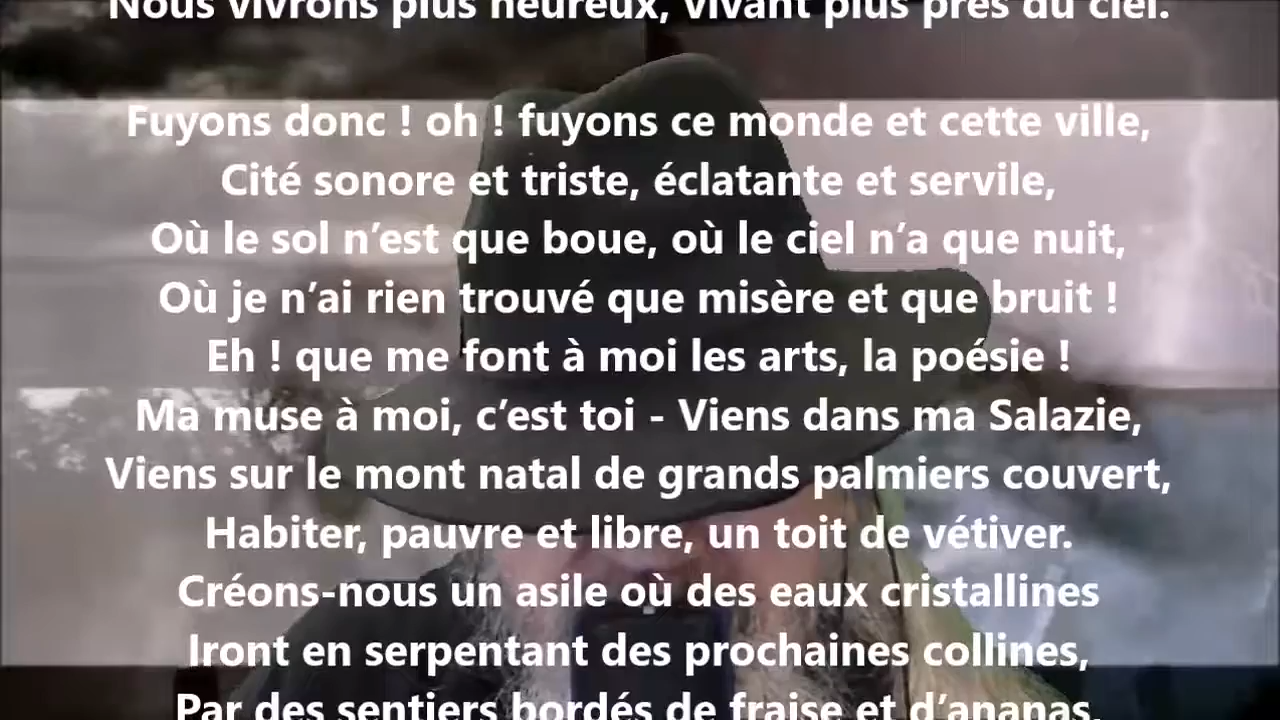 Nous vivrons plus heureux, vivant plus près du ciel.
Fuyons donc ! oh ! fuyons ce monde et cette ville,
Cité sonore et triste, éclatante et servile,
Où le sol n’est que boue, où le ciel n’a que nuit,
Où je n’ai rien trouvé que misère et que bruit !
Eh ! que me font à moi les arts, la poésie !
Ma muse à moi, c’est toi - Viens dans ma Salazie,
Viens sur le mont natal de grands palmiers couvert,
Habiter, pauvre et libre, un toit de vétiver.
Créons-nous un asile où des eaux cristallines
Iront en serpentant des prochaines collines,
Par des sentiers bordés de fraise et d’ananas,